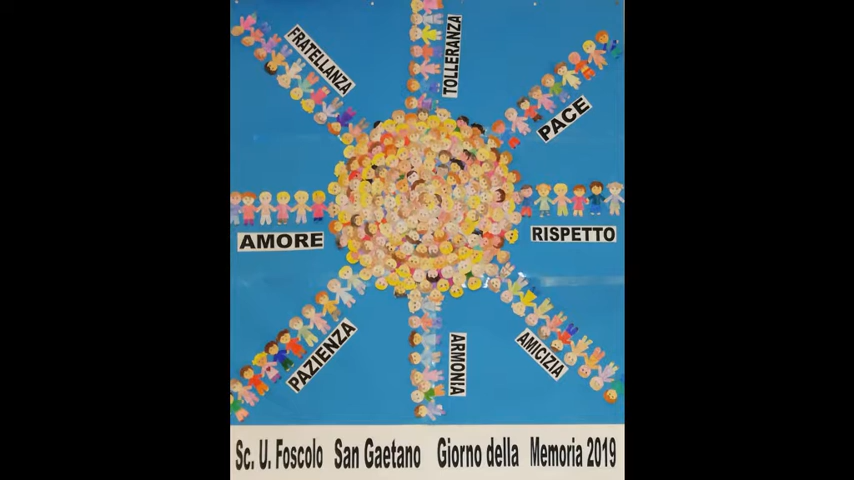 FRATELLANZA
TOLLERANZA
PACE
AMORE
RISPETTO
PAZIENZA
ARMONIA
AMICIZIA
Sc. U. Foscolo San Gaetano Giorno della Memoria 2019